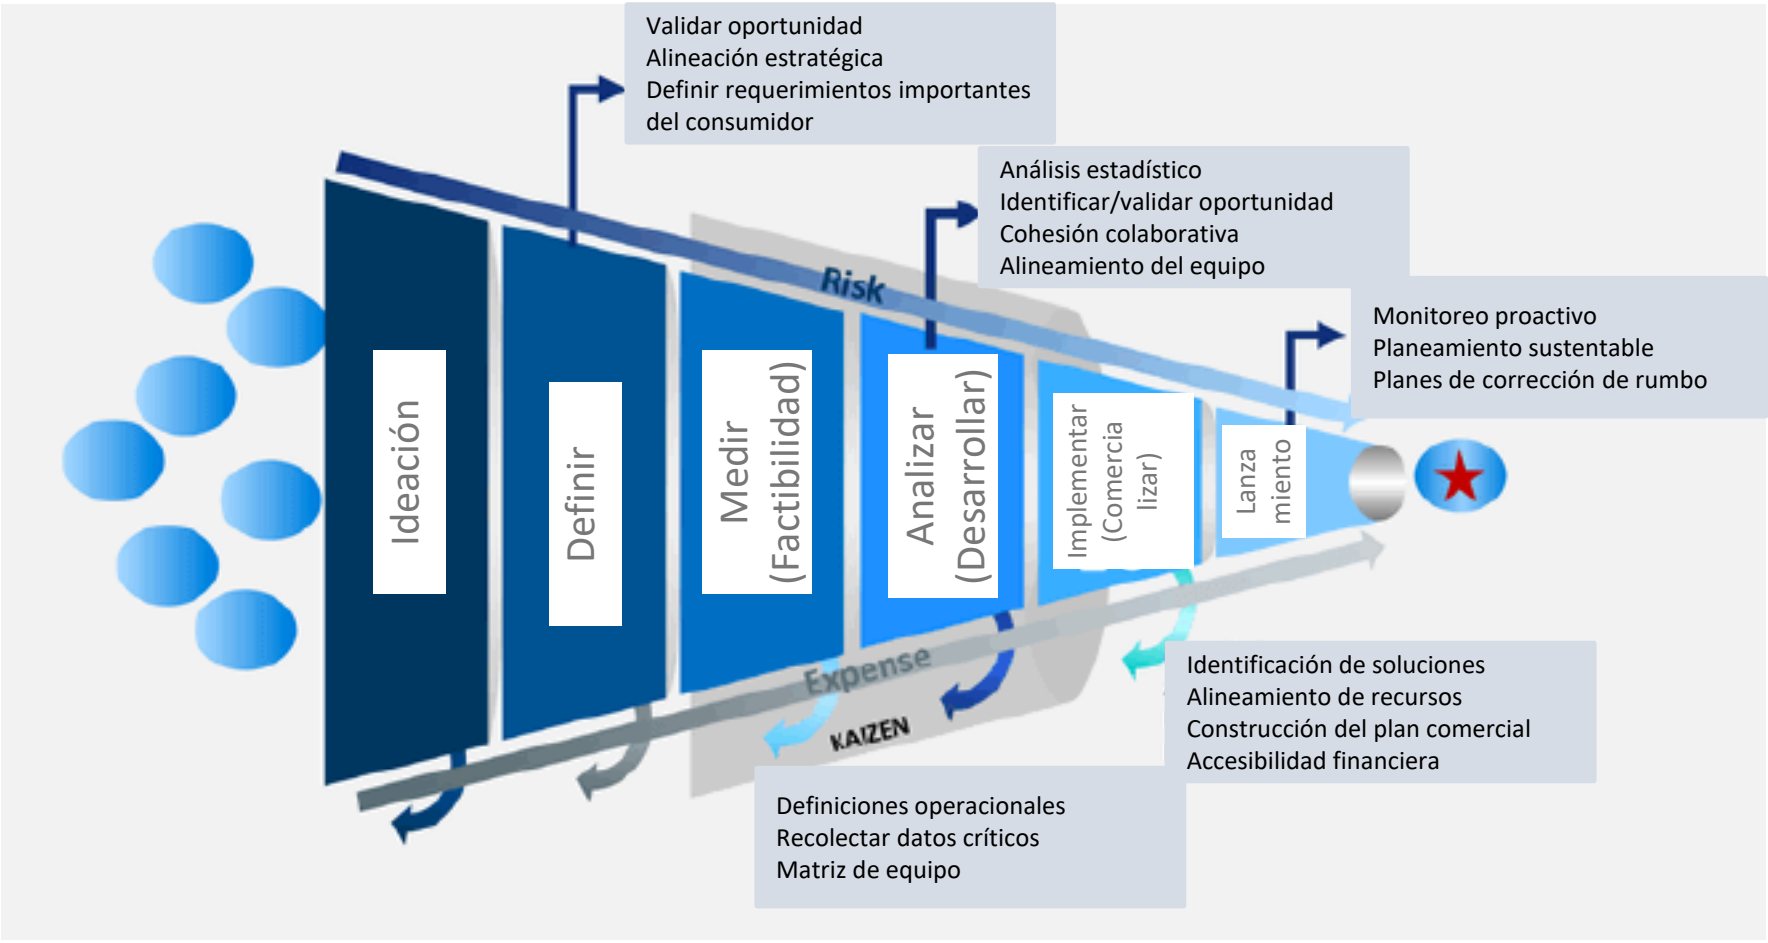 Validar oportunidad
Alineación estratégica
Definir requerimientos importantes
del consumidor
Análisis estadístico
Identificar/validar oportunidad
Cohesión colaborativa
Alineamiento del equipo
Risk
Monitoreo proactivo
Planeamiento sustentable
Planes de corrección de rumbo
Ideación
Definir
Medir
(Factibilidad)
Analizar
(Desarrollar)
Implementar
(Comercia
lizar)
Lanza
miento
Expense
KAIZEN
Identificación de soluciones
Alineamiento de recursos
Construcción del plan comercial
Accesibilidad financiera
Definiciones operacionales
Recolectar datos críticos
Matriz de equipo